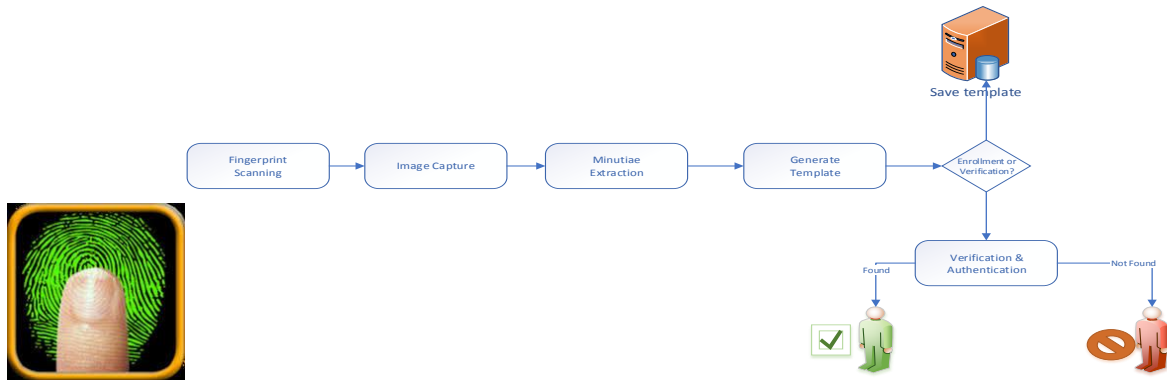 Save template
Fingerprint
Scanning
Image Capture
Minutiae
Extraction
Generate
Template
Enrollment or
Verification?
Verification &
Authentication
Found
Not Found